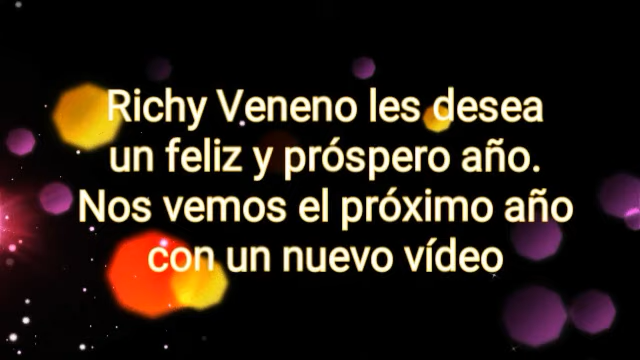 Richy Veneno les desea
un feliz y próspero año.
Nos vemos el próximo año
con un nuevo vídeo